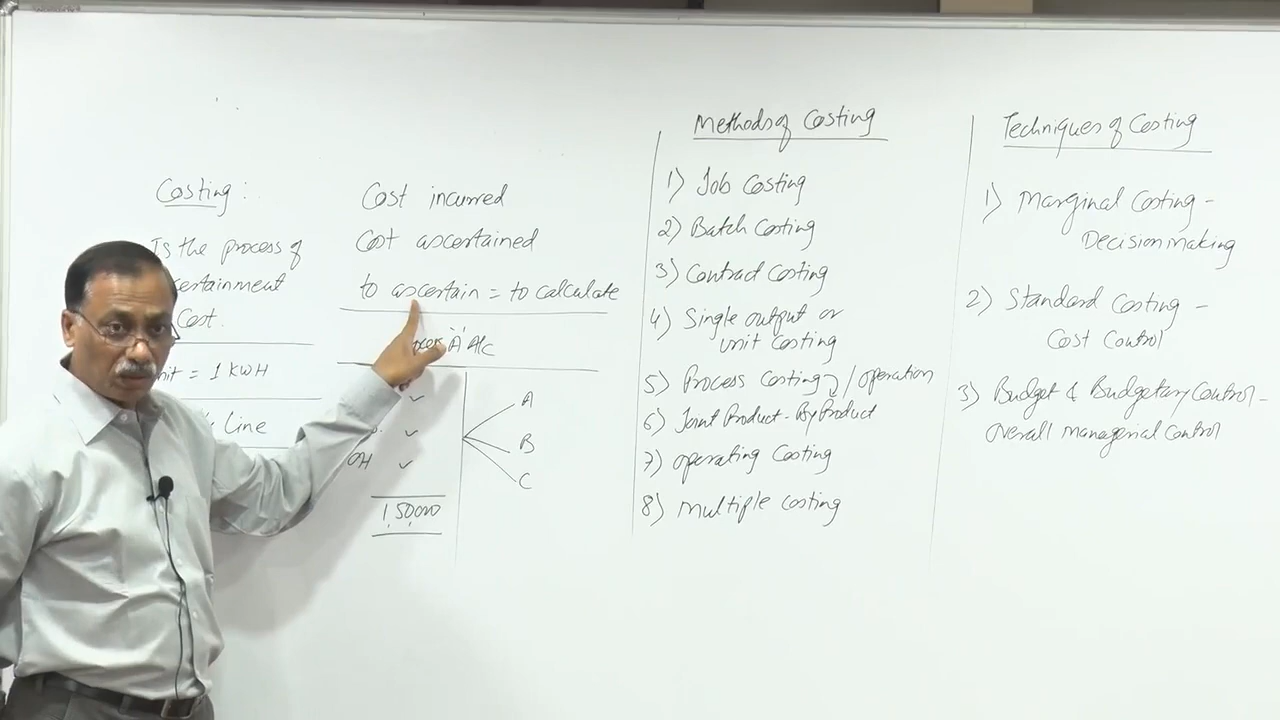 Costing :
Is the process of
Cost.
= 1 KWH
Line
Cost incurred
Cost ascertained
to ascertain = to calculate
"A" A/c
OH ✓
1,50,000
A
B
C
Methods of Costing
1) Job Costing
2) Batch Costing
3) Contract Costing
4) Single output or
unit Costing
5) Process Costing / operation
6) Joint Product - By Product
7) Operating Costing
8) Multiple Costing
Techniques of Costing
1) Marginal Costing -
Decision making
2) Standard Costing -
Cost Control
3) Budget & Budgetary Control -
Overall Managerial Control